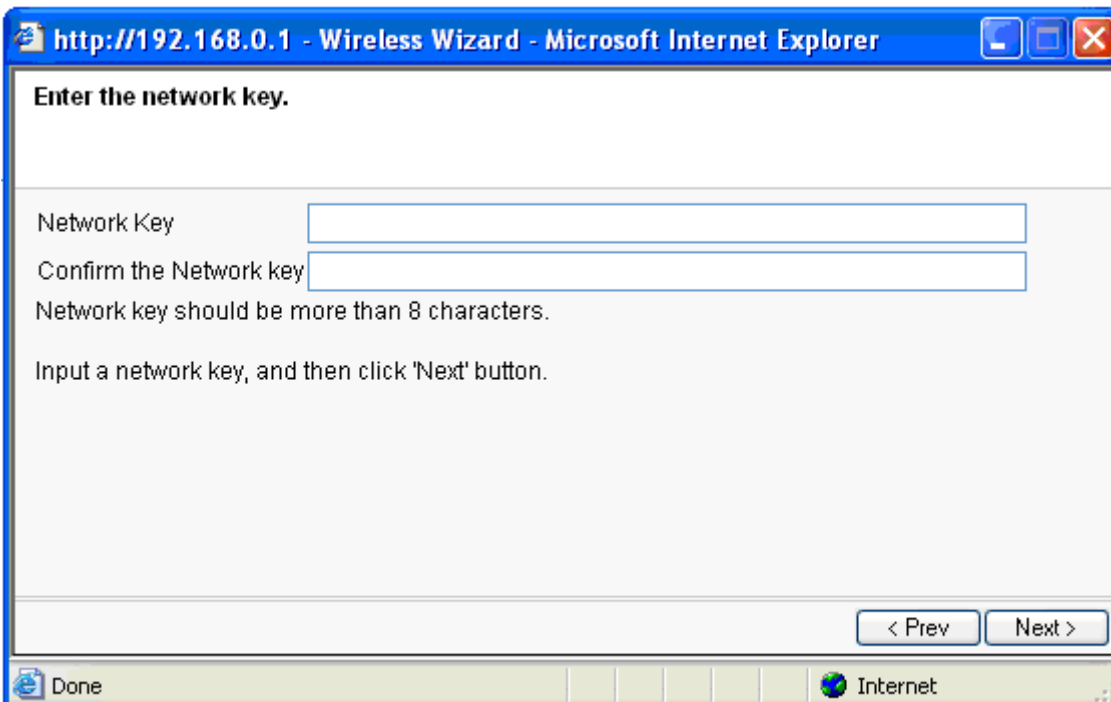 http://192.168.0.1 - Wireless Wizard - Microsoft Internet Explorer
Enter the network key.
Network Key
Confirm the Network key
Network key should be more than 8 characters.
Input a network key, and then click 'Next' button.
< Prev Next >
Done Internet